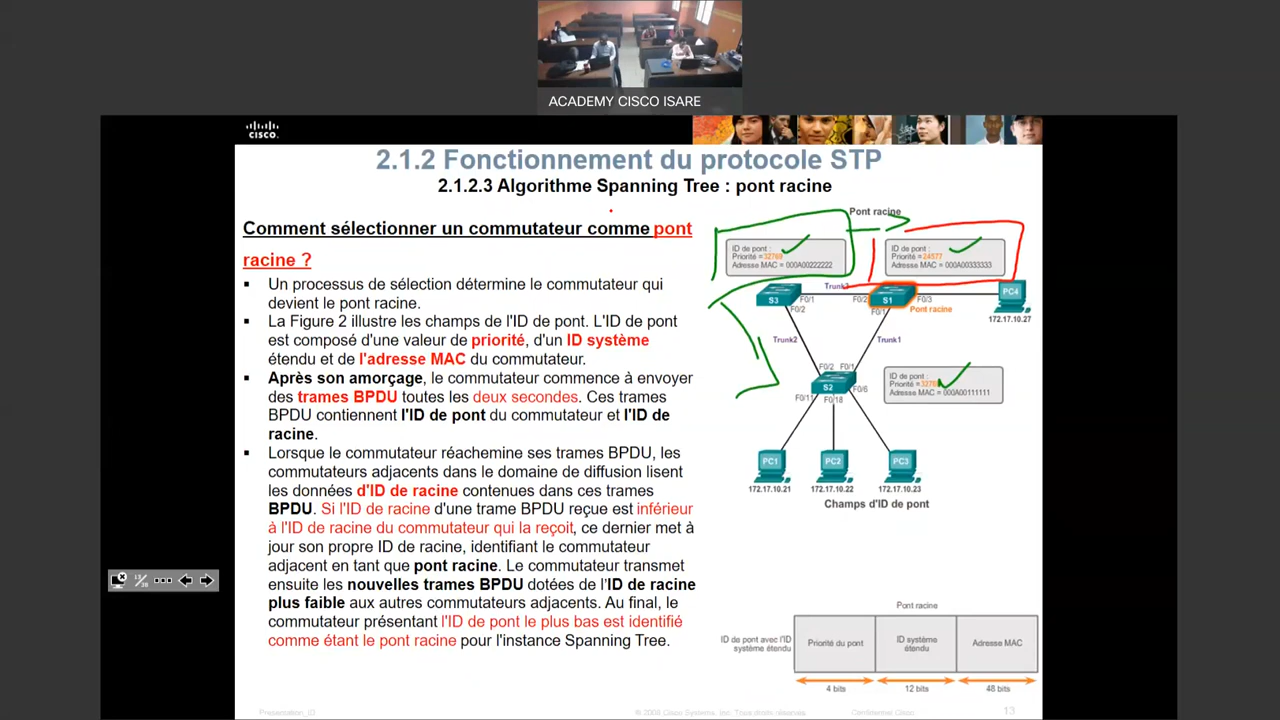 ACADEMY CISCO ISARE
CISCO
2.1.2 Fonctionnement du protocole STP
2.1.2.3 Algorithme Spanning Tree : pont racine
Comment sélectionner un commutateur comme pont
racine ?
Un processus de sélection détermine le commutateur qui
devient le pont racine.
La Figure 2 illustre les champs de l'ID de pont. L'ID de pont
est composé d'une valeur de priorité, d'un ID système
étendu et de l'adresse MAC du commutateur.
Après son amorçage, le commutateur commence à envoyer
des trames BPDU toutes les deux secondes. Ces trames
BPDU contiennent l'ID de pont du commutateur et l'ID de
racine.
Lorsque le commutateur réachemine ses trames BPDU, les
commutateurs adjacents dans le domaine de diffusion lisent
les données d'ID de racine contenues dans ces trames
BPDU. Si l'ID de racine d'une trame BPDU reçue est inférieur
à l'ID de racine du commutateur qui la reçoit, ce dernier met à
jour son propre ID de racine, identifiant le commutateur
adjacent en tant que pont racine. Le commutateur transmet
ensuite les nouvelles trames BPDU dotées de l'ID de racine
plus faible aux autres commutateurs adjacents. Au final, le
commutateur présentant l'ID de pont le plus bas est identifié
comme étant le pont racine pour l'instance Spanning Tree.
Pont racine
ID de pont :
Priorité =32769
Adresse MAC = 000A00222222
ID de pont :
Priorité =24577
Adresse MAC = 000A00333333
S3
F0/1
F0/2
S1
F0/3
PC4
F0/2
F0/1
Pont racine
172.17.10.27
Trunk2
Trunk1
F0/2
F0/1
S2
F0/6
F0/11
F0/18
ID de pont :
Adresse MAC = 000A00111111
PC1
PC2
PC3
172.17.10.21
172.17.10.22
172.17.10.23
Champs d'ID de pont
Pont racine
ID de pont avec l'ID
système étendu
Priorité du pont
ID système
étendu
Adresse MAC
4 bits
12 bits
48 bits
Presentation_ID
© 2008 Cisco Systems, Inc. Tous droits réservés.
Confidentiel Cisco
13